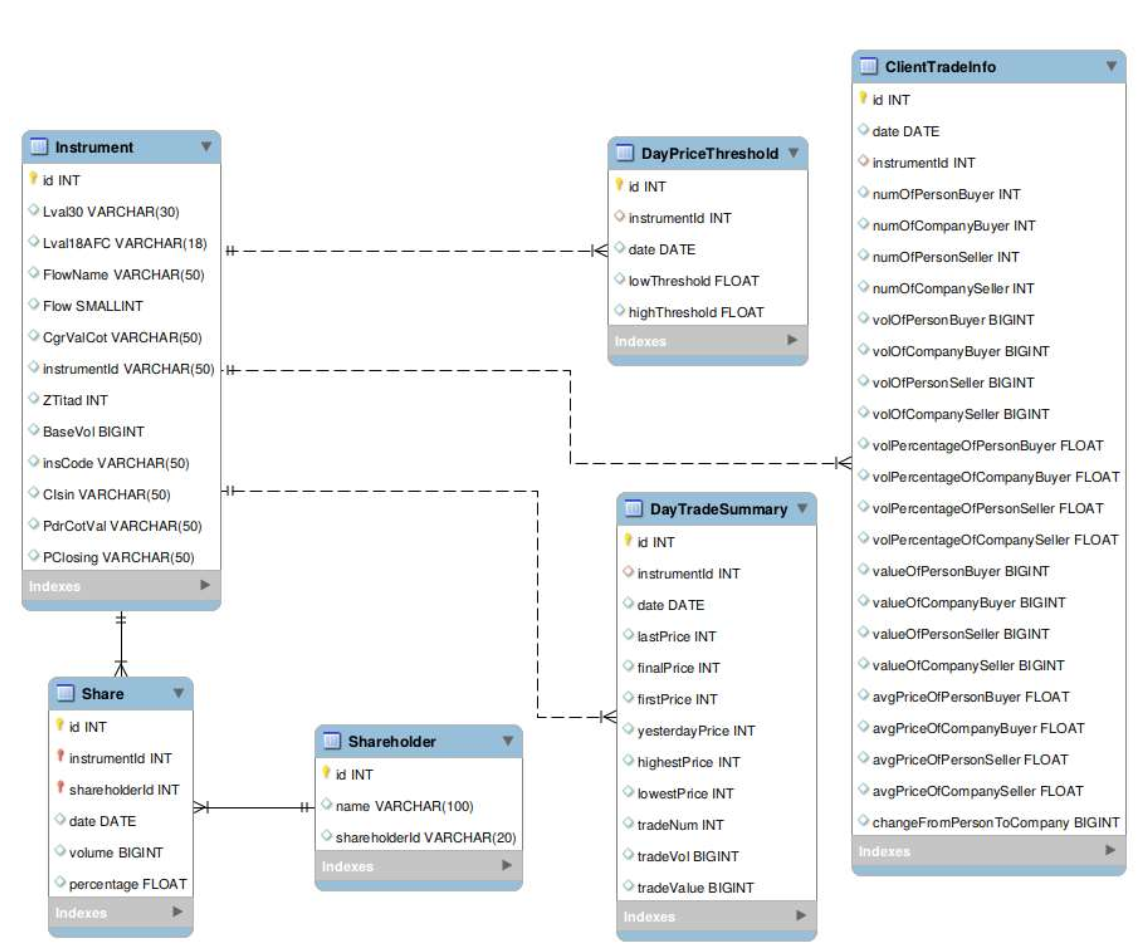 Instrument
id INT
Lval30 VARCHAR(30)
Lval18AFC VARCHAR(18)
FlowName VARCHAR(50)
Flow SMALLINT
CgrValCot VARCHAR(50)
instrumentId VARCHAR(50)
ZTitad INT
BaseVol BIGINT
insCode VARCHAR(50)
CIsin VARCHAR(50)
PdrCotVal VARCHAR(50)
PClosing VARCHAR(50)
Indexes
DayPriceThreshold
id INT
instrumentId INT
date DATE
lowThreshold FLOAT
highThreshold FLOAT
Indexes
ClientTradeInfo
id INT
date DATE
instrumentId INT
numOfPersonBuyer INT
numOfCompanyBuyer INT
numOfPersonSeller INT
numOfCompanySeller INT
volOfPersonBuyer BIGINT
volOfCompanyBuyer BIGINT
volOfPersonSeller BIGINT
volOfCompanySeller BIGINT
volPercentageOfPersonBuyer FLOAT
volPercentageOfCompanyBuyer FLOAT
volPercentageOfPersonSeller FLOAT
volPercentageOfCompanySeller FLOAT
valueOfPersonBuyer BIGINT
valueOfCompanyBuyer BIGINT
valueOfPersonSeller BIGINT
valueOfCompanySeller BIGINT
avgPriceOfPersonBuyer FLOAT
avgPriceOfCompanyBuyer FLOAT
avgPriceOfPersonSeller FLOAT
avgPriceOfCompanySeller FLOAT
changeFromPersonToCompany BIGINT
Indexes
Share
id INT
instrumentId INT
shareholderId INT
date DATE
volume BIGINT
percentage FLOAT
Indexes
Shareholder
id INT
name VARCHAR(100)
shareholderId VARCHAR(20)
Indexes
DayTradeSummary
id INT
instrumentId INT
date DATE
lastPrice INT
finalPrice INT
firstPrice INT
yesterdayPrice INT
highestPrice INT
lowestPrice INT
tradeNum INT
tradeVol BIGINT
tradeValue BIGINT
Indexes